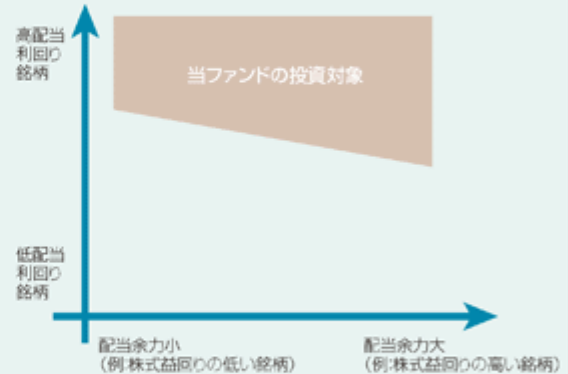 高配当
利回り
銘柄
当ファンドの投資対象
低配当
利回り
銘柄
配当余力小
(例:株式益回りの低い銘柄)
配当余力大
(例:株式益回りの高い銘柄)